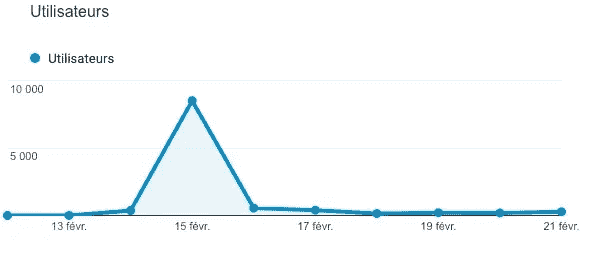 Utilisateurs
Utilisateurs
10 000
5 000
13 févr.
15 févr.
17 févr.
19 févr.
21 févr.